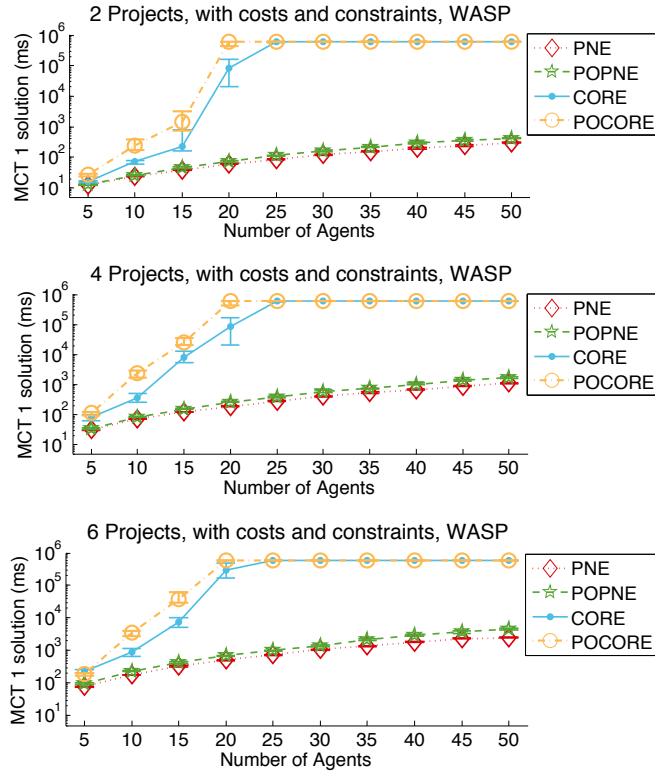 2 Projects, with costs and constraints, WASP
MCT 1 solution (ms)
10^6
10^5
10^4
10^3
10^2
10^1
5 10 15 20 25 30 35 40 45 50
Number of Agents
PNE
POPNE
CORE
POCORE
4 Projects, with costs and constraints, WASP
MCT 1 solution (ms)
10^6
10^5
10^4
10^3
10^2
10^1
5 10 15 20 25 30 35 40 45 50
Number of Agents
PNE
POPNE
CORE
POCORE
6 Projects, with costs and constraints, WASP
MCT 1 solution (ms)
10^6
10^5
10^4
10^3
10^2
10^1
5 10 15 20 25 30 35 40 45 50
Number of Agents
PNE
POPNE
CORE
POCORE